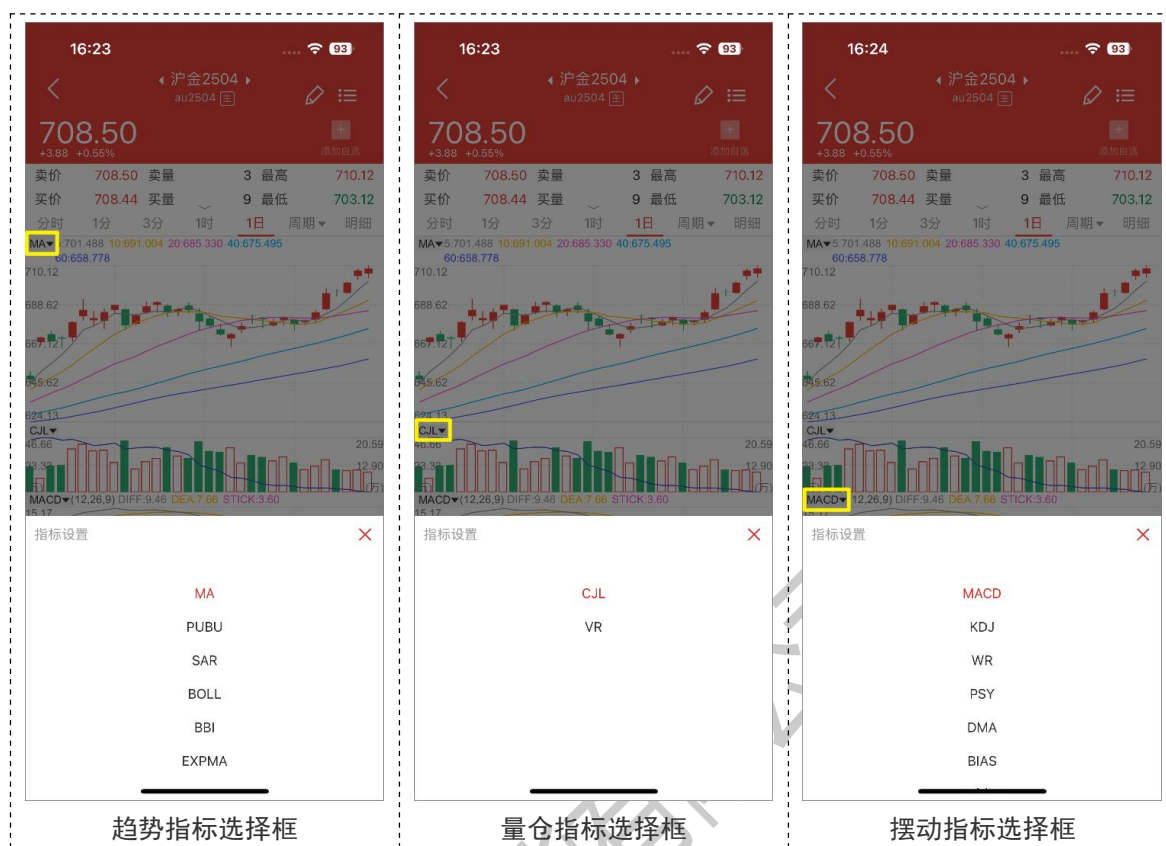 16:23
93
沪金2504
au2504 主
708.50
+3.88 +0.55%
添加自选
卖价 708.50 卖量 3 最高 710.12
买价 708.44 买量 9 最低 703.12
分时 1分 3分 1时 1日 周期 明细
MA 5:701.488 10:691.004 20:685.330 40:675.495
60:658.778
710.12
688.62
667.12
645.62
624.13
CJL
46.66 20.59
23.33 12.90
(万)
MACD (12,26,9) DIFF:9.46 DEA:7.66 STICK:3.60
15.17
指标设置
MA
PUBU
SAR
BOLL
BBI
EXPMA
趋势指标选择框
16:23
93
沪金2504
au2504 主
708.50
+3.88 +0.55%
添加自选
卖价 708.50 卖量 3 最高 710.12
买价 708.44 买量 9 最低 703.12
分时 1分 3分 1时 1日 周期 明细
MA 5:701.488 10:691.004 20:685.330 40:675.495
60:658.778
710.12
688.62
667.12
645.62
624.13
CJL
46.66 20.59
23.33 12.90
(万)
MACD (12,26,9) DIFF:9.46 DEA:7.66 STICK:3.60
15.17
指标设置
CJL
VR
量仓指标选择框
16:24
93
沪金2504
au2504 主
708.50
+3.88 +0.55%
添加自选
卖价 708.50 卖量 3 最高 710.12
买价 708.44 买量 9 最低 703.12
分时 1分 3分 1时 1日 周期 明细
MA 5:701.488 10:691.004 20:685.330 40:675.495
60:658.778
710.12
688.62
667.12
645.62
624.13
CJL
46.66 20.59
23.33 12.90
(万)
MACD (12,26,9) DIFF:9.46 DEA:7.66 STICK:3.60
15.17
指标设置
MACD
KDJ
WR
PSY
DMA
BIAS
摆动指标选择框